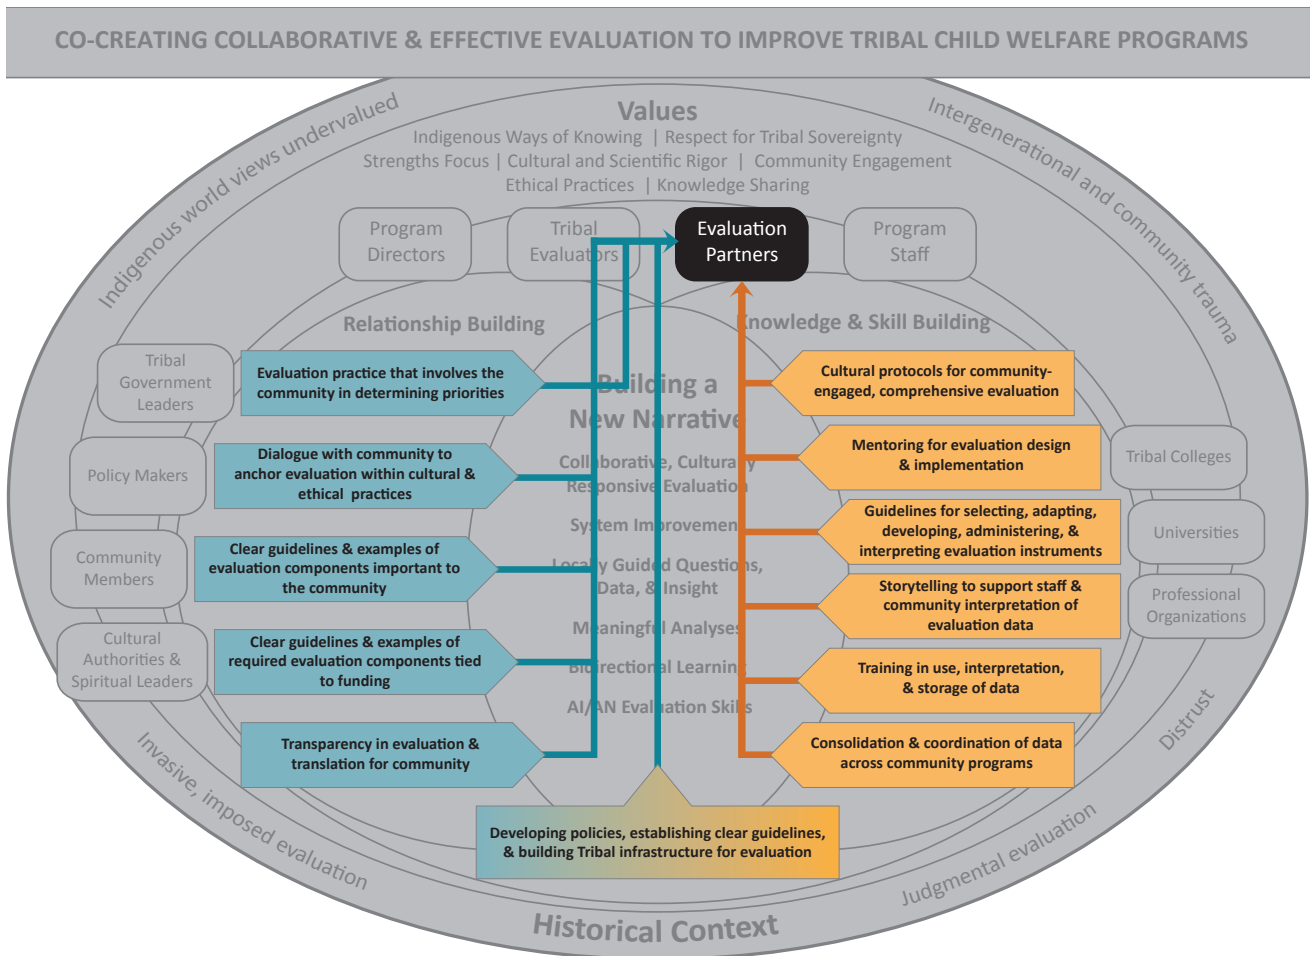 CO-CREATING COLLABORATIVE & EFFECTIVE EVALUATION TO IMPROVE TRIBAL CHILD WELFARE PROGRAMS
Indigenous world views undervalued
Intergenerational and community trauma
Values
Indigenous Ways of Knowing | Respect for Tribal Sovereignty
Strengths Focus | Cultural and Scientific Rigor | Community Engagement
Ethical Practices | Knowledge Sharing
Program
Directors
Tribal
Evaluators
Evaluation
Partners
Program
Staff
Relationship Building
Knowledge & Skill Building
Tribal
Government
Leaders
Policy Makers
Community
Members
Cultural
Authorities &
Spiritual Leaders
Evaluation practice that involves the
community in determining priorities
Dialogue with community to
anchor evaluation within cultural &
ethical practices
Clear guidelines & examples of
evaluation components important to
the community
Clear guidelines & examples of
required evaluation components tied
to funding
Transparency in evaluation &
translation for community
Building a
New Narrative
Collaborative, Culturally
Responsive Evaluation
System Improvement
Locally Guided Questions,
Data, & Insight
Meaningful Analyses
Bidirectional Learning
AI/AN Evaluation Skills
Cultural protocols for community-
engaged, comprehensive evaluation
Mentoring for evaluation design
& implementation
Guidelines for selecting, adapting,
developing, administering, &
interpreting evaluation instruments
Storytelling to support staff &
community interpretation of
evaluation data
Training in use, interpretation,
& storage of data
Consolidation & coordination of data
across community programs
Tribal Colleges
Universities
Professional
Organizations
Developing policies, establishing clear guidelines,
& building Tribal infrastructure for evaluation
Invasive, imposed evaluation
Distrust
Judgmental evaluation
Historical Context